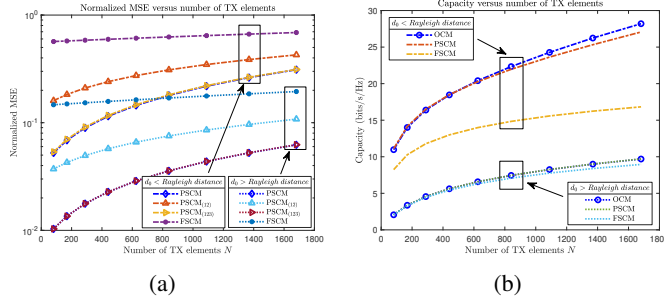 Normalized MSE versus number of TX elements
Normalized MSE
10⁰
10⁻¹
10⁻²
d₀ < Rayleigh distance
PSCM
PSCM₍₁₂₎
PSCM₍₁₂₃₎
FSCM
d₀ > Rayleigh distance
PSCM
PSCM₍₁₂₎
PSCM₍₁₂₃₎
FSCM
0 200 400 600 800 1000 1200 1400 1600 1800
Number of TX elements N
(a)
Capacity versus number of TX elements
Capacity (bits/s/Hz)
30
25
20
15
10
5
0
d₀ < Rayleigh distance
OCM
PSCM
FSCM
d₀ > Rayleigh distance
OCM
PSCM
FSCM
0 200 400 600 800 1000 1200 1400 1600 1800
Number of TX elements N
(b)